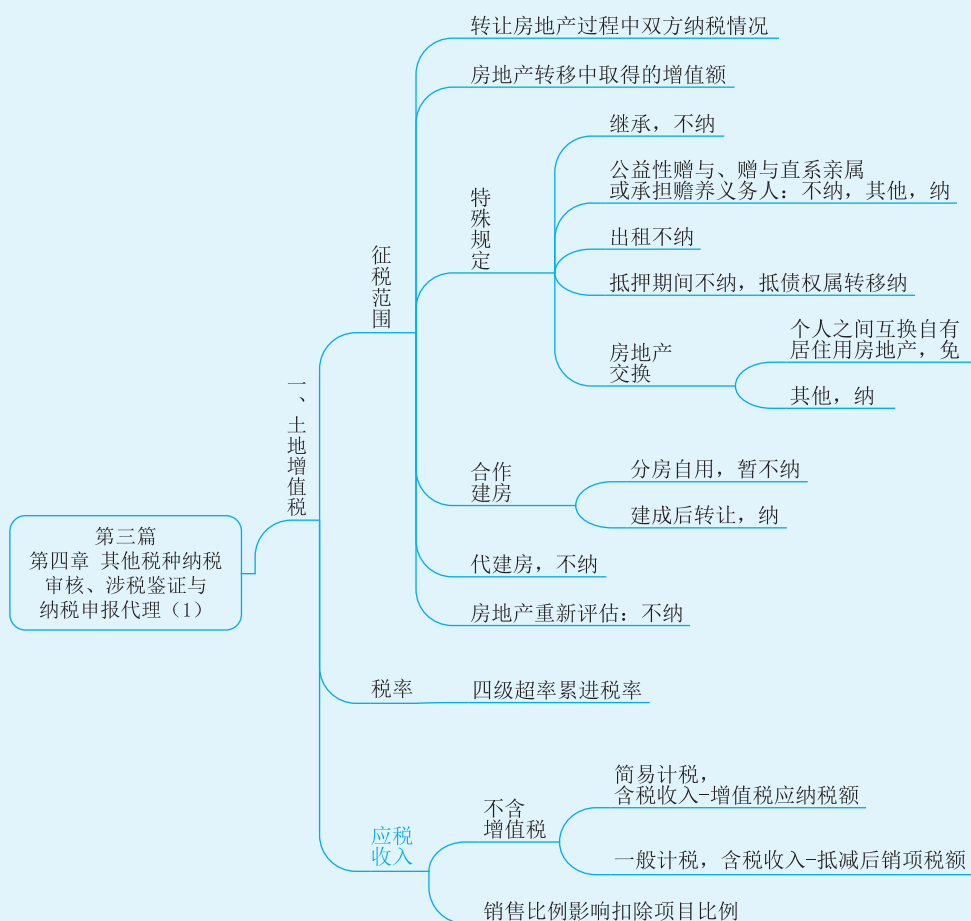 第三篇
第四章 其他税种纳税
审核、涉税鉴证与
纳税申报代理（1）
一、土地增值税
征税范围
转让房地产过程中双方纳税情况
房地产转移中取得的增值额
特殊规定
继承，不纳
公益性赠与、赠与直系亲属
或承担赡养义务人：不纳，其他，纳
出租不纳
抵押期间不纳，抵债权属转移纳
房地产
交换
个人之间互换自有
居住用房地产，免
其他，纳
合作
建房
分房自用，暂不纳
建成后转让，纳
代建房，不纳
房地产重新评估：不纳
税率
四级超率累进税率
应税
收入
不含
增值税
简易计税，
含税收入-增值税应纳税额
一般计税，含税收入-抵减后销项税额
销售比例影响扣除项目比例